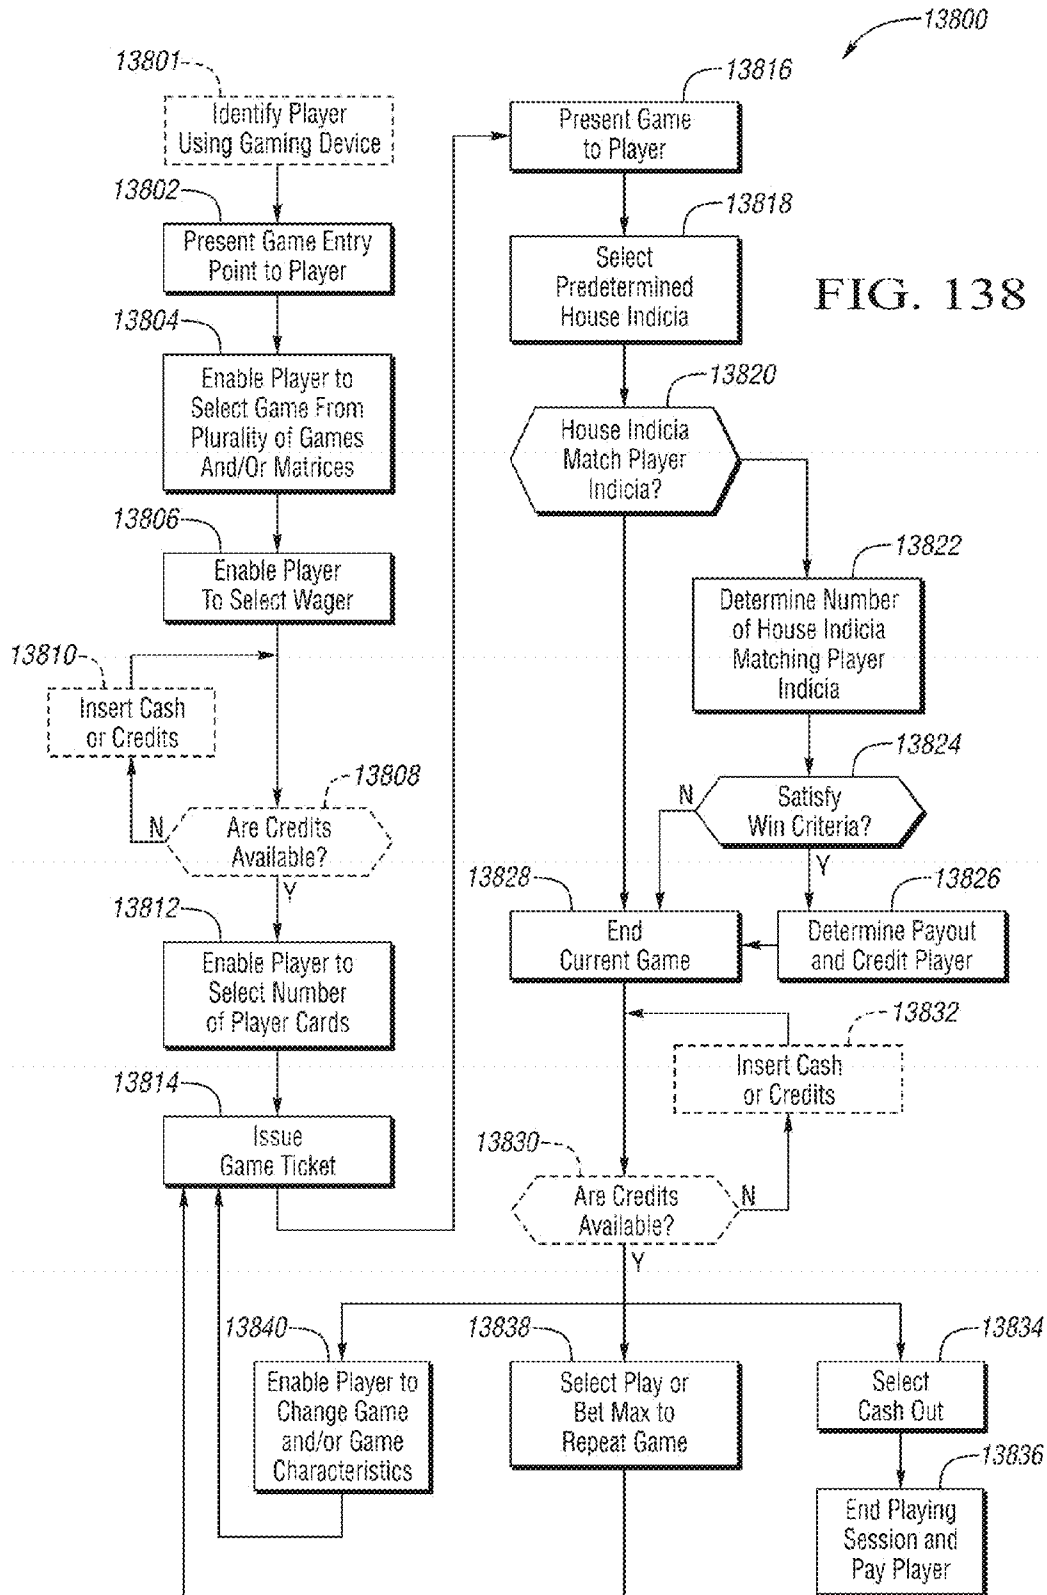 13800
13801
Identify Player
Using Gaming Device
13802
Present Game Entry
Point to Player
13804
Enable Player to
Select Game From
Plurality of Games
And/Or Matrices
13806
Enable Player
To Select Wager
13810
Insert Cash
or Credits
13808
N
Are Credits
Available?
Y
13812
Enable Player to
Select Number
of Player Cards
13814
Issue
Game Ticket
13816
Present Game
to Player
13818
Select
Predetermined
House Indicia
FIG. 138
13820
House Indicia
Match Player
Indicia?
13822
Determine Number
of House Indicia
Matching Player
Indicia
13824
N
Satisfy
Win Criteria?
Y
13828
End
Current Game
13826
Determine Payout
and Credit Player
13832
Insert Cash
or Credits
13830
Are Credits
Available?
N
Y
13840
Enable Player to
Change Game
and/or Game
Characteristics
13838
Select Play or
Bet Max to
Repeat Game
13834
Select
Cash Out
13836
End Playing
Session and
Pay Player